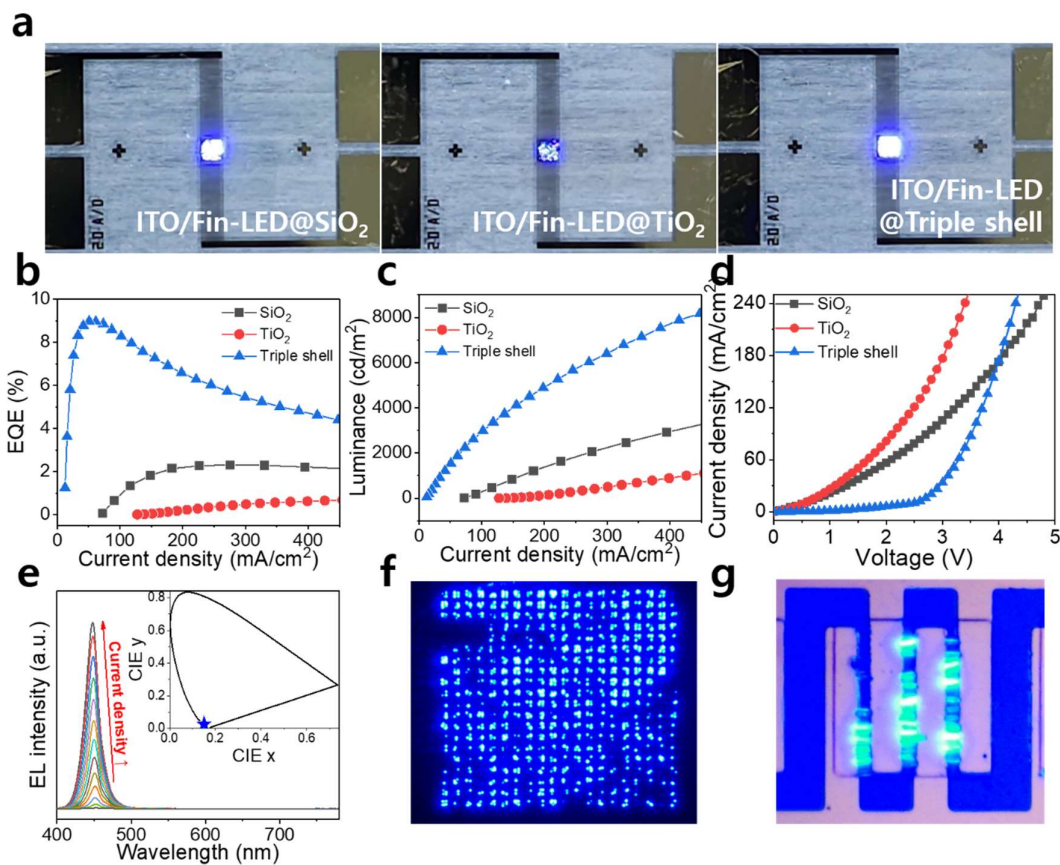 a
20 A/D
ITO/Fin-LED@SiO₂
20 A/D
ITO/Fin-LED@TiO₂
20 A/D
ITO/Fin-LED
@Triple shell
b
EQE (%)
10
8
6
4
2
0
SiO₂
TiO₂
Triple shell
0 100 200 300 400
Current density (mA/cm²)
c
Luminance (cd/m²)
8000
6000
4000
2000
0
SiO₂
TiO₂
Triple shell
0 100 200 300 400
Current density (mA/cm²)
d
Current density (mA/cm²)
240
180
120
60
0
SiO₂
TiO₂
Triple shell
0 1 2 3 4 5
Voltage (V)
e
EL intensity (a.u.)
Current density ↑
CIE y
0.8
0.6
0.4
0.2
0.0
0.0 0.2 0.4 0.6
CIE x
400 500 600 700
Wavelength (nm)
f
g